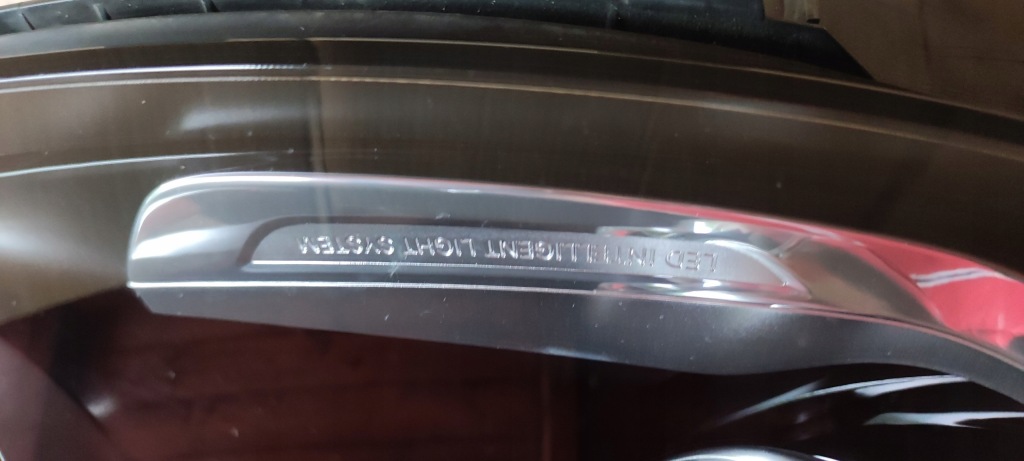 LED INTELLIGENT LIGHT SYSTEM